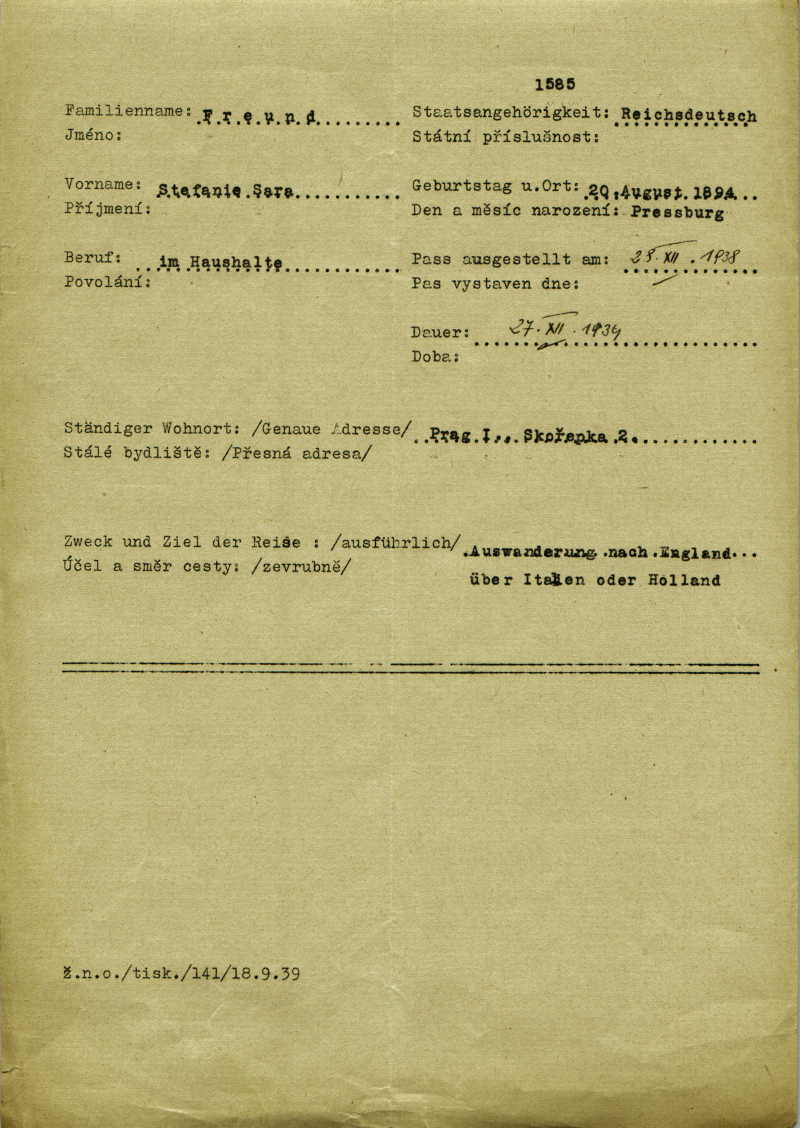 1585
Familienname: F.r.e.u.n.d......... Staatsangehörigkeit: Reichsdeutsch
Jméno: Státní příslušnost:
Vorname: Stefanie Sara........... Geburtstag u.Ort: 20.August 1894...
Příjmení: Den a měsíc narození: Pressburg
Beruf: im Haushalte............ Pass ausgestellt am: 28. XII. 1938
Povolání: Pas vystaven dne:
Dauer: 27. XII. 1939
Doba:
Ständiger Wohnort: /Genaue Adresse/ Prag I., Skořepka 2.............
Stálé bydliště: /Přesná adresa/
Zweck und Ziel der Reise : /ausführlich/ Auswanderung nach England...
Účel a směr cesty: /zevrubně/ über Italien oder Holland
ž.n.o./tisk./141/18.9.39